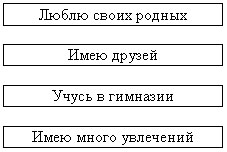 Люблю своих родных
Имею друзей
Учусь в гимназии
Имею много увлечений